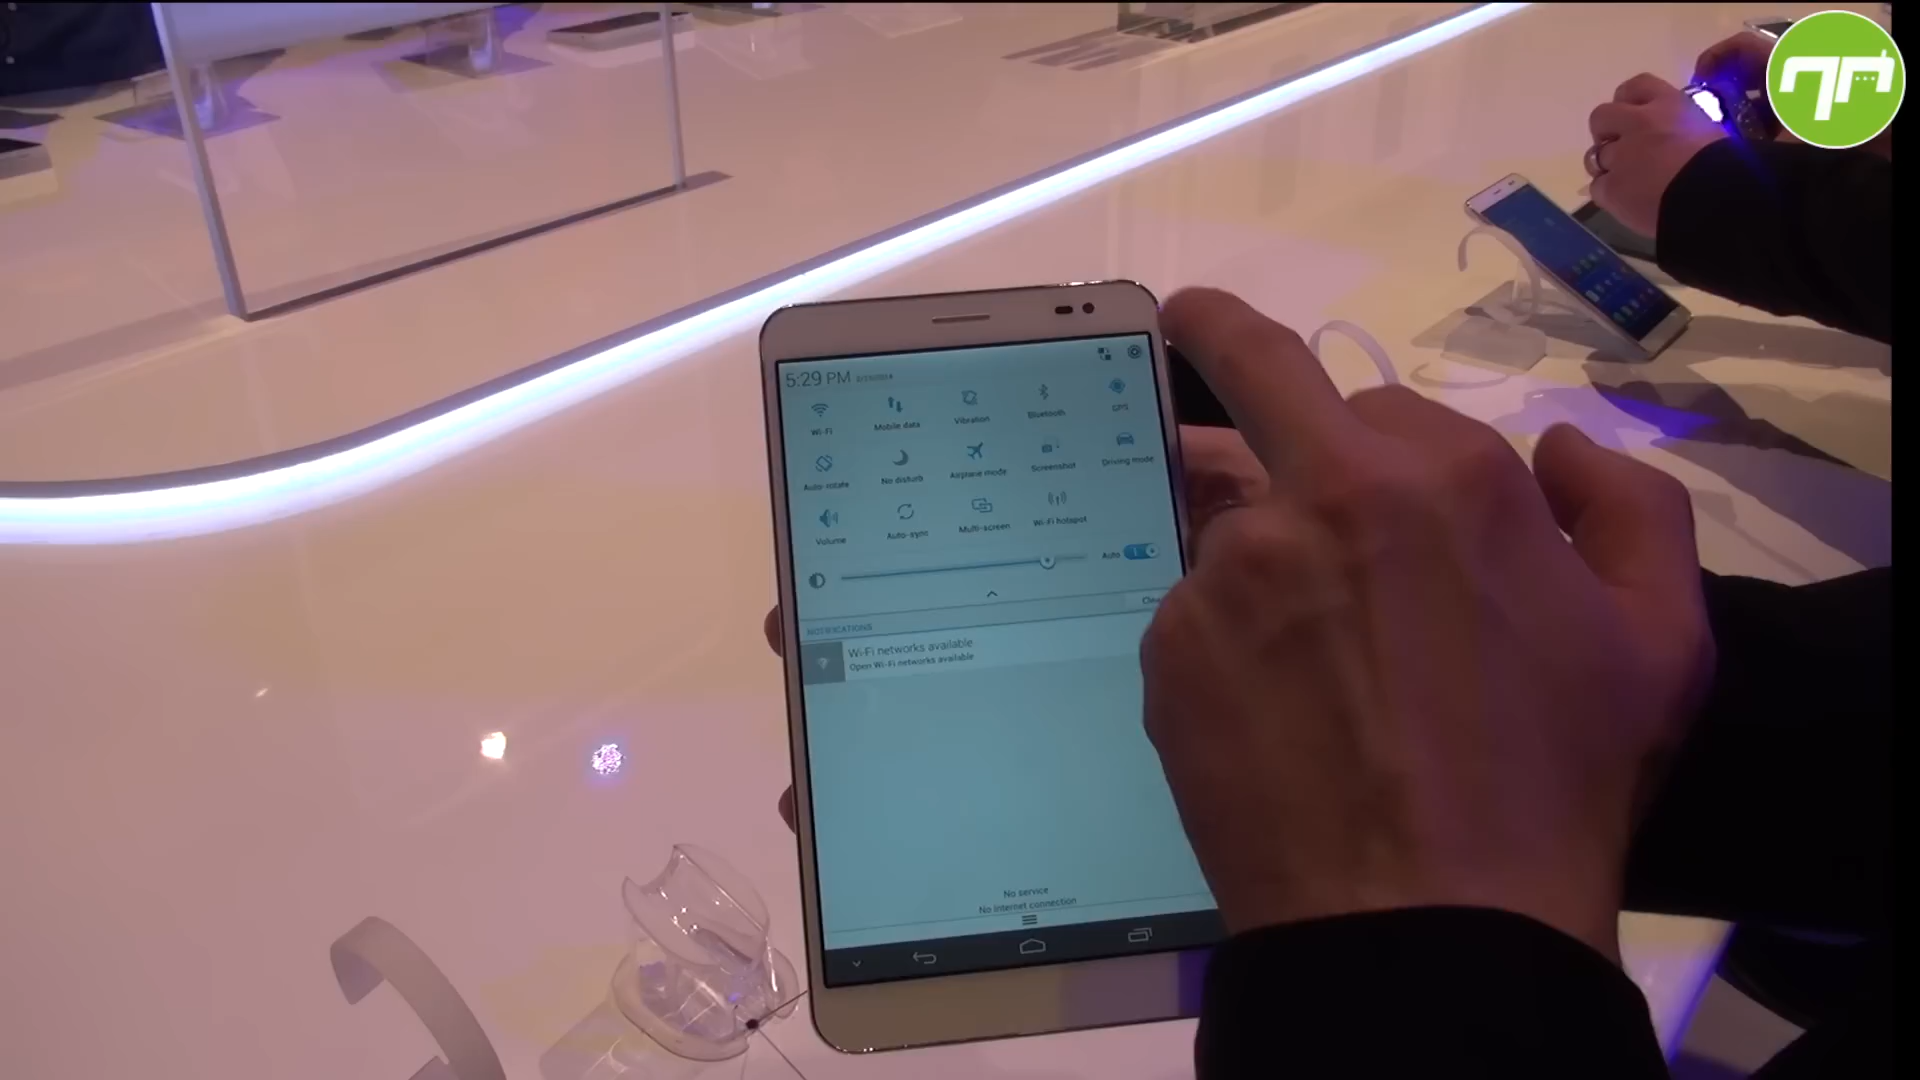 5:29 PM
Wi-Fi
Mobile data
Vibration
Bluetooth
GPS
Auto-rotate
No disturb
Airplane mode
Screenshot
Driving mode
Volume
Auto-sync
Multi-screen
Wi-Fi hotspot
Auto
NOTIFICATIONS
Wi-Fi networks available
Open Wi-Fi networks available
No service
No internet connection